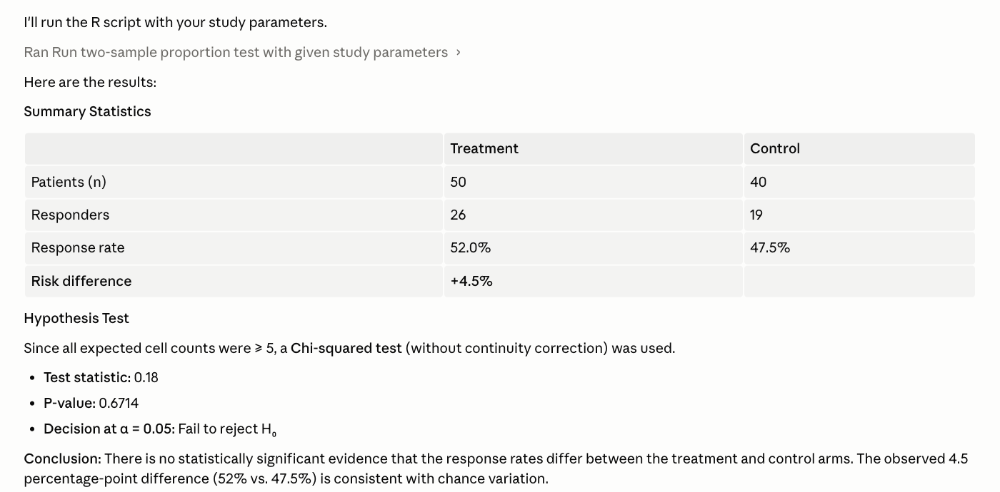 I'll run the R script with your study parameters.
Ran Run two-sample proportion test with given study parameters ›
Here are the results:
Summary Statistics
Treatment Control
Patients (n) 50 40
Responders 26 19
Response rate 52.0% 47.5%
Risk difference +4.5%
Hypothesis Test
Since all expected cell counts were ≥ 5, a Chi-squared test (without continuity correction) was used.
• Test statistic: 0.18
• P-value: 0.6714
• Decision at α = 0.05: Fail to reject H₀
Conclusion: There is no statistically significant evidence that the response rates differ between the treatment and control arms. The observed 4.5
percentage-point difference (52% vs. 47.5%) is consistent with chance variation.